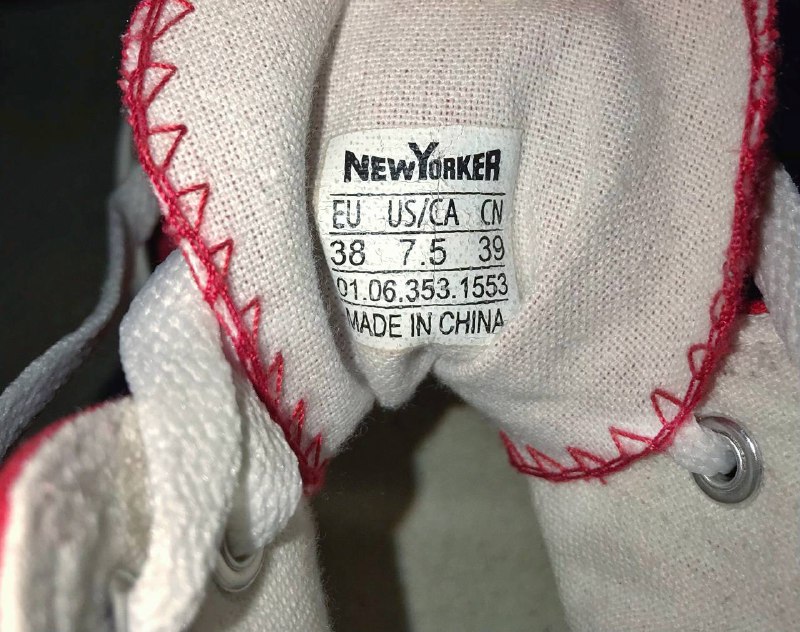 NEWYORKER
EU US/CA CN
38 7.5 39
01.06.353.1553
MADE IN CHINA